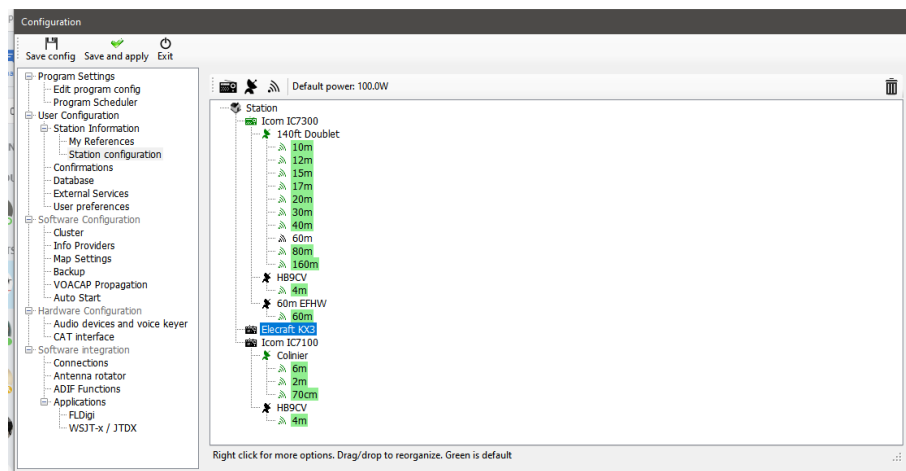 Configuration
Save config Save and apply Exit
Program Settings
Edit program config
Program Scheduler
User Configuration
Station Information
My References
Station configuration
Confirmations
Database
External Services
User preferences
Software Configuration
Cluster
Info Providers
Map Settings
Backup
VOACAP Propagation
Auto Start
Hardware Configuration
Audio devices and voice keyer
CAT interface
Software integration
Connections
Antenna rotator
ADIF Functions
Applications
FLDigi
WSJT-x / JTDX
Default power: 100.0W
Station
Icom IC7300
140ft Doublet
10m
12m
15m
17m
20m
30m
40m
60m
80m
160m
HB9CV
4m
60m EFHW
60m
Elecraft KX3
Icom IC7100
Colinier
6m
2m
70cm
HB9CV
4m
Right click for more options. Drag/drop to reorganize. Green is default